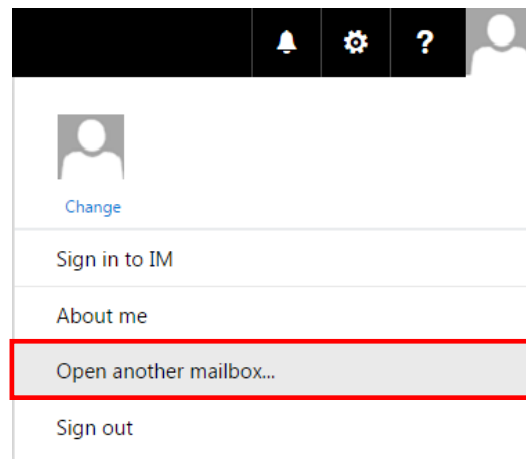 ?
Change
Sign in to IM
About me
Open another mailbox...
Sign out